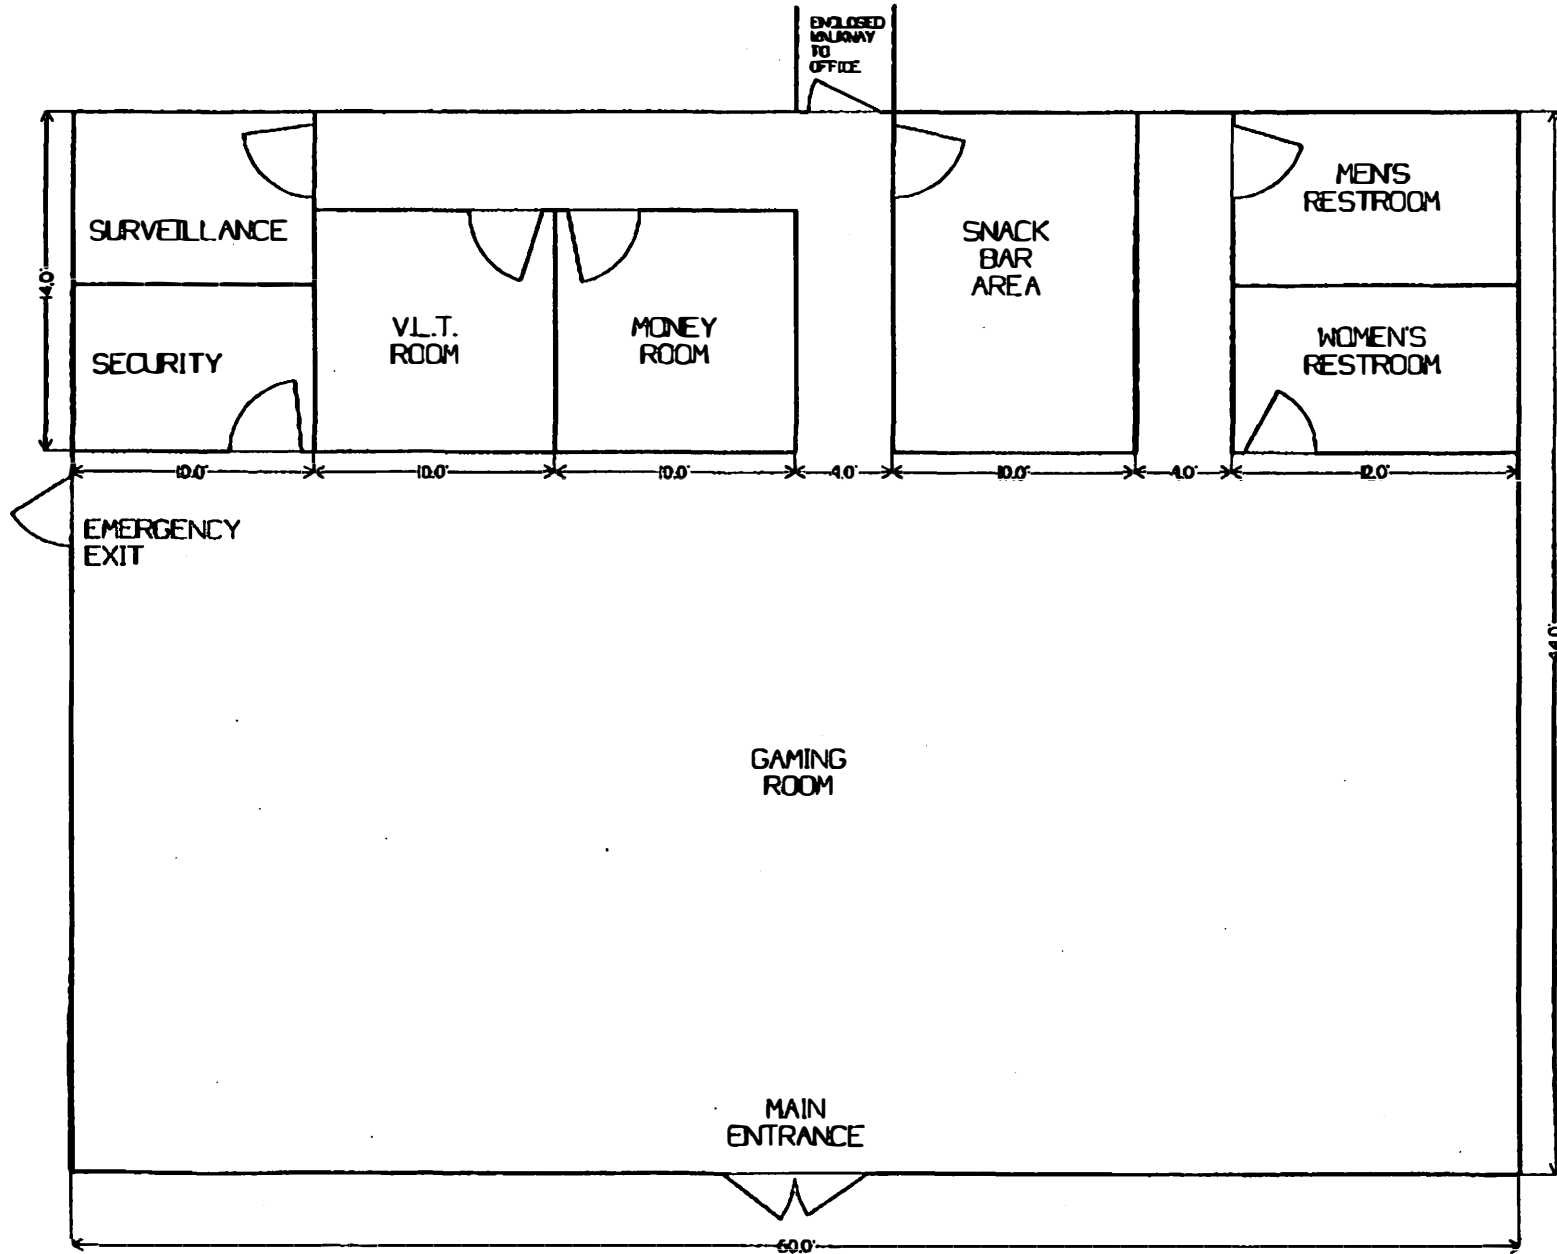 ENCLOSED
WALKWAY
TO
OFFICE
MEN'S
RESTROOM
SURVEILLANCE
SNACK
BAR
AREA
14.0'
V.L.T.
ROOM
MONEY
ROOM
WOMEN'S
RESTROOM
SECURITY
10.0' 10.0' 10.0' 4.0' 10.0' 4.0' 12.0'
EMERGENCY
EXIT
44.0'
GAMING
ROOM
MAIN
ENTRANCE
60.0'